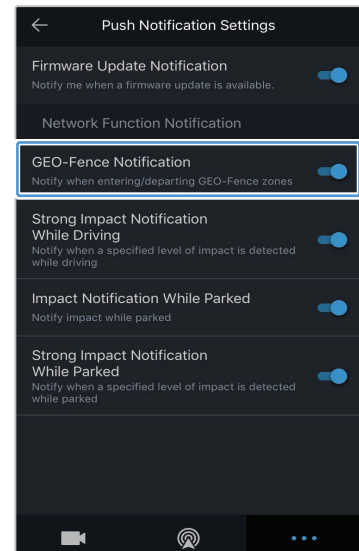 Push Notification Settings
Firmware Update Notification
Notify me when a firmware update is available.
Network Function Notification
GEO-Fence Notification
Notify when entering/departing GEO-Fence zones
Strong Impact Notification
While Driving
Notify when a specified level of impact is detected
while driving
Impact Notification While Parked
Notify impact while parked
Strong Impact Notification
While Parked
Notify when a specified level of impact is detected
while parked